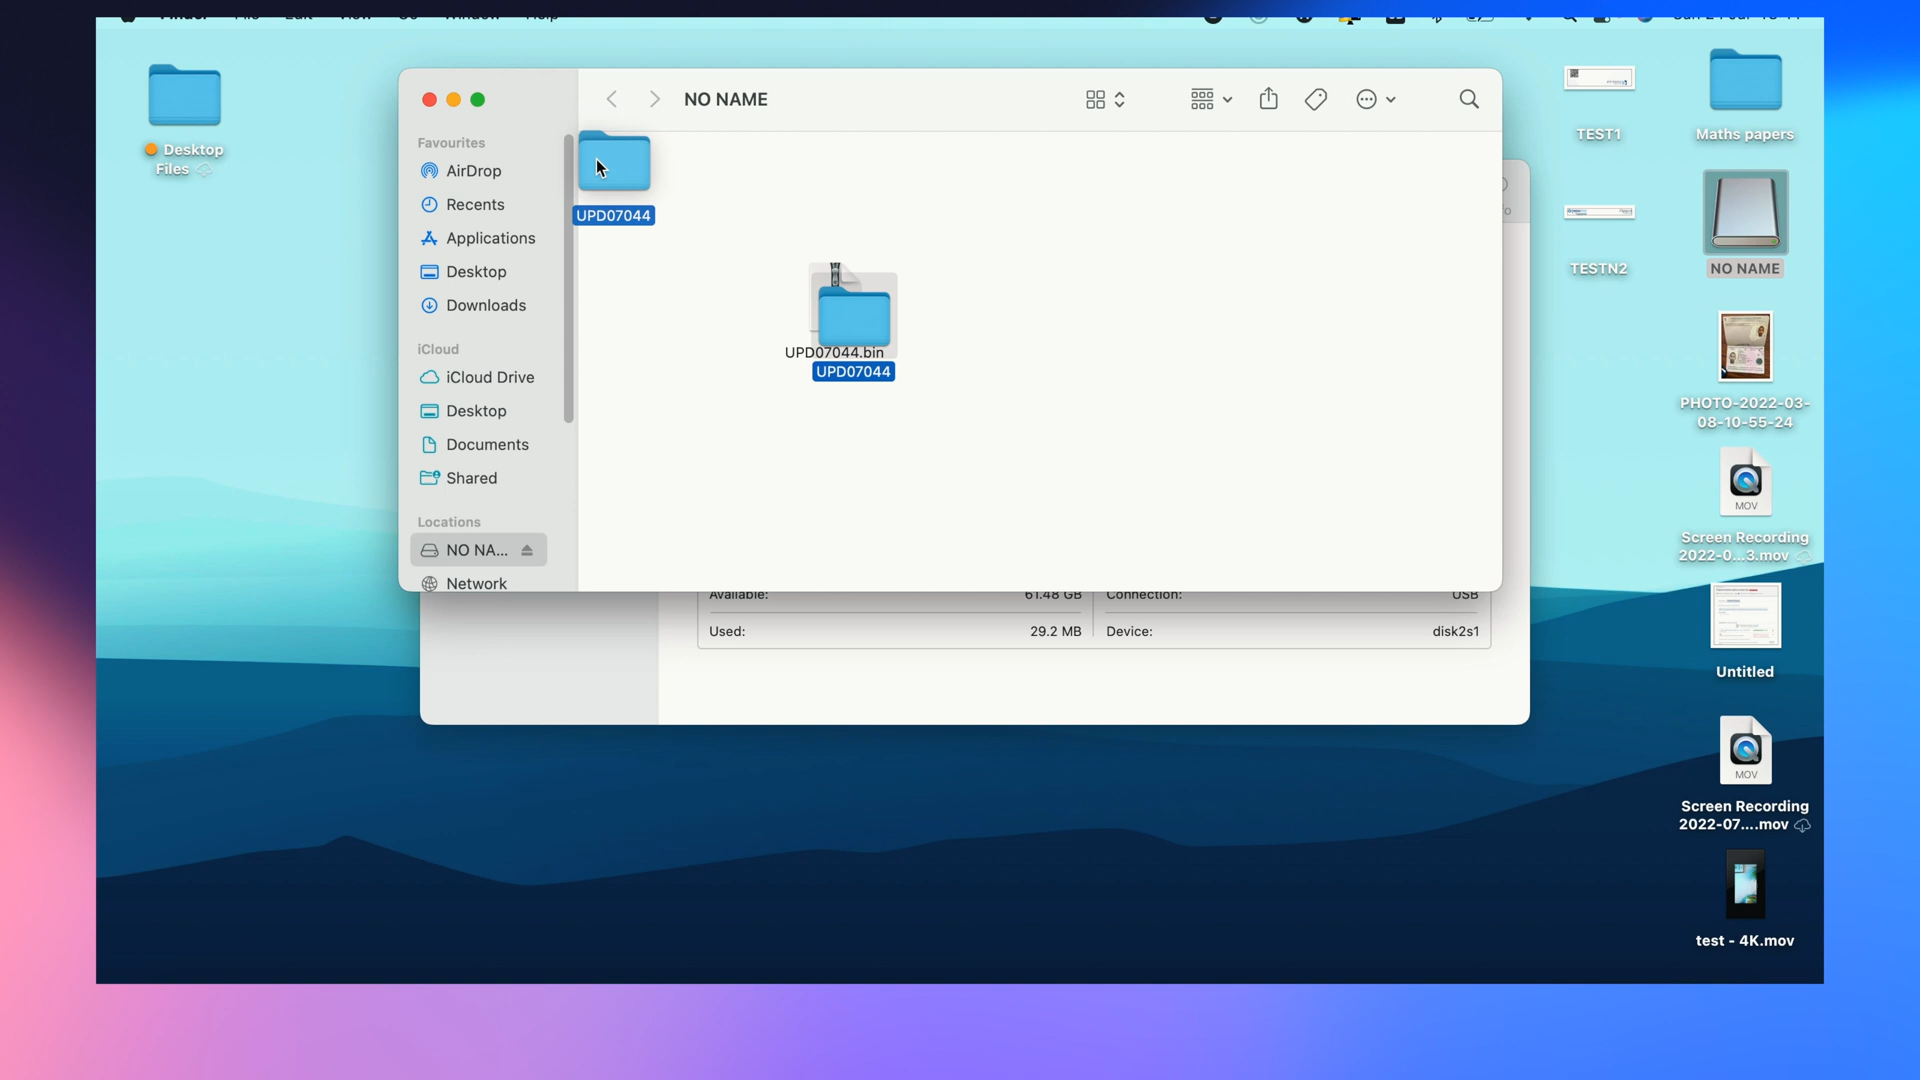 Desktop
Files
NO NAME
Favourites
AirDrop
Recents
Applications
Desktop
Downloads
iCloud
iCloud Drive
Desktop
Documents
Shared
Locations
NO NA...
Network
UPD07044
UPD07044.bin
UPD07044
Available:
61.48 GB
Connection:
USB
Used:
29.2 MB
Device:
disk2s1
TEST1
TESTN2
Maths papers
NO NAME
PHOTO-2022-03-
08-10-55-24
MOV
Screen Recording
2022-0...3.mov
Untitled
MOV
Screen Recording
2022-07....mov
test - 4K.mov